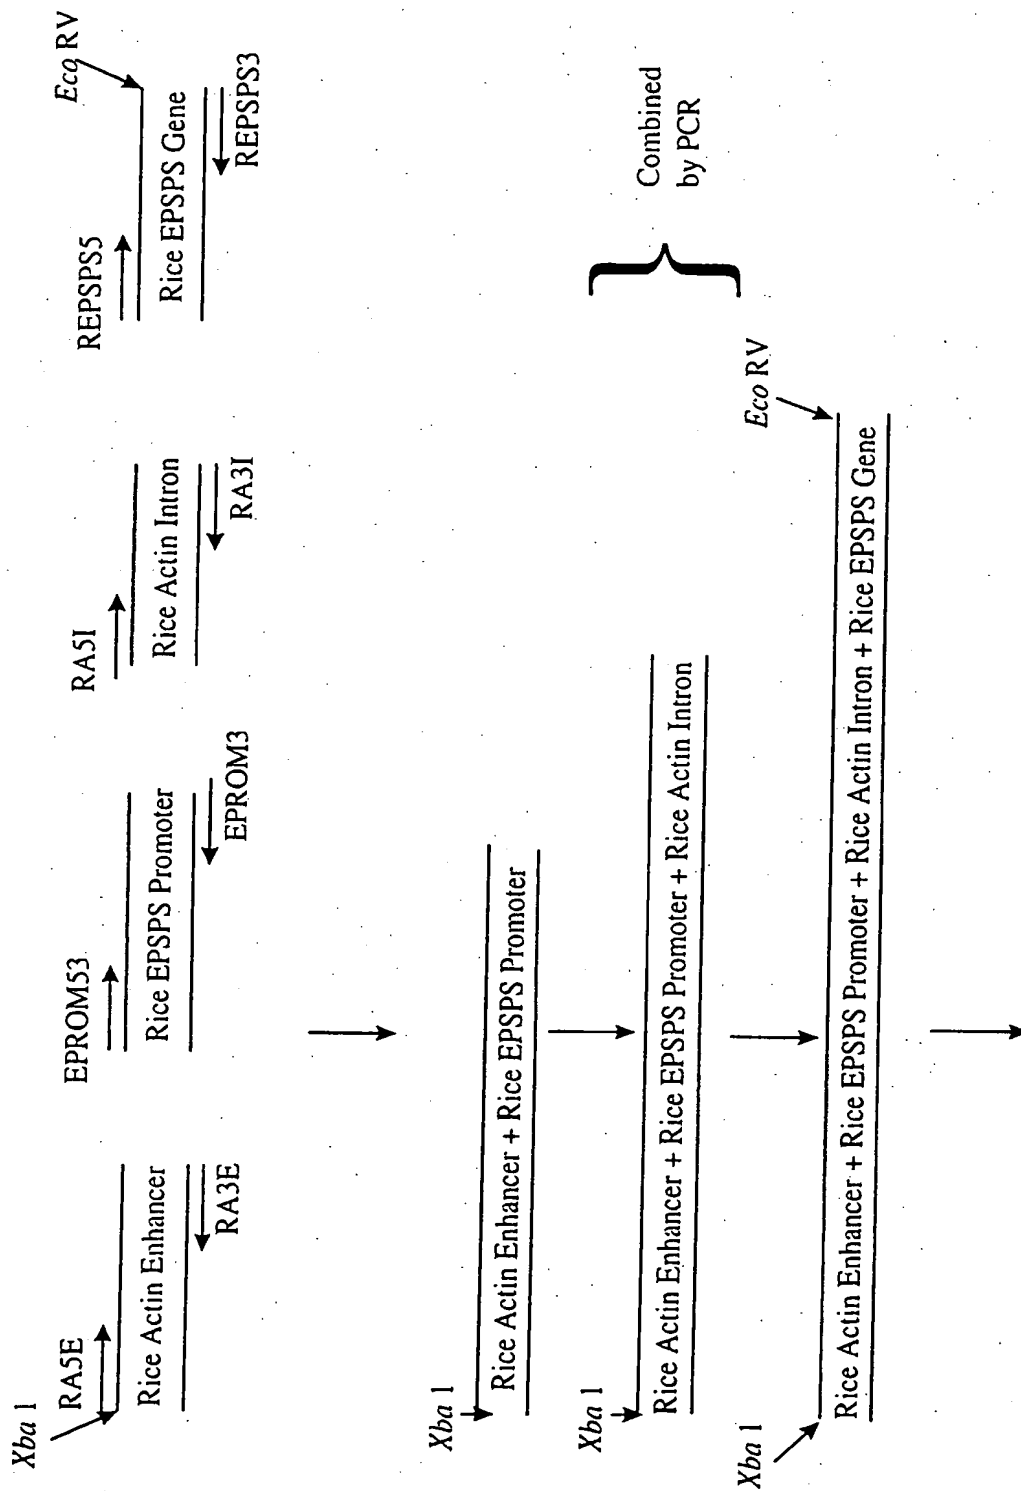 Xba 1
RA5E
Rice Actin Enhancer
RA3E
EPROM53
Rice EPSPS Promoter
EPROM3
RA5I
Rice Actin Intron
RA3I
REPSPS5
Eco RV
Rice EPSPS Gene
REPSPS3
Xba 1
Rice Actin Enhancer + Rice EPSPS Promoter
Xba 1
Rice Actin Enhancer + Rice EPSPS Promoter + Rice Actin Intron
Combined
by PCR
Xba 1
Eco RV
Rice Actin Enhancer + Rice EPSPS Promoter + Rice Actin Intron + Rice EPSPS Gene